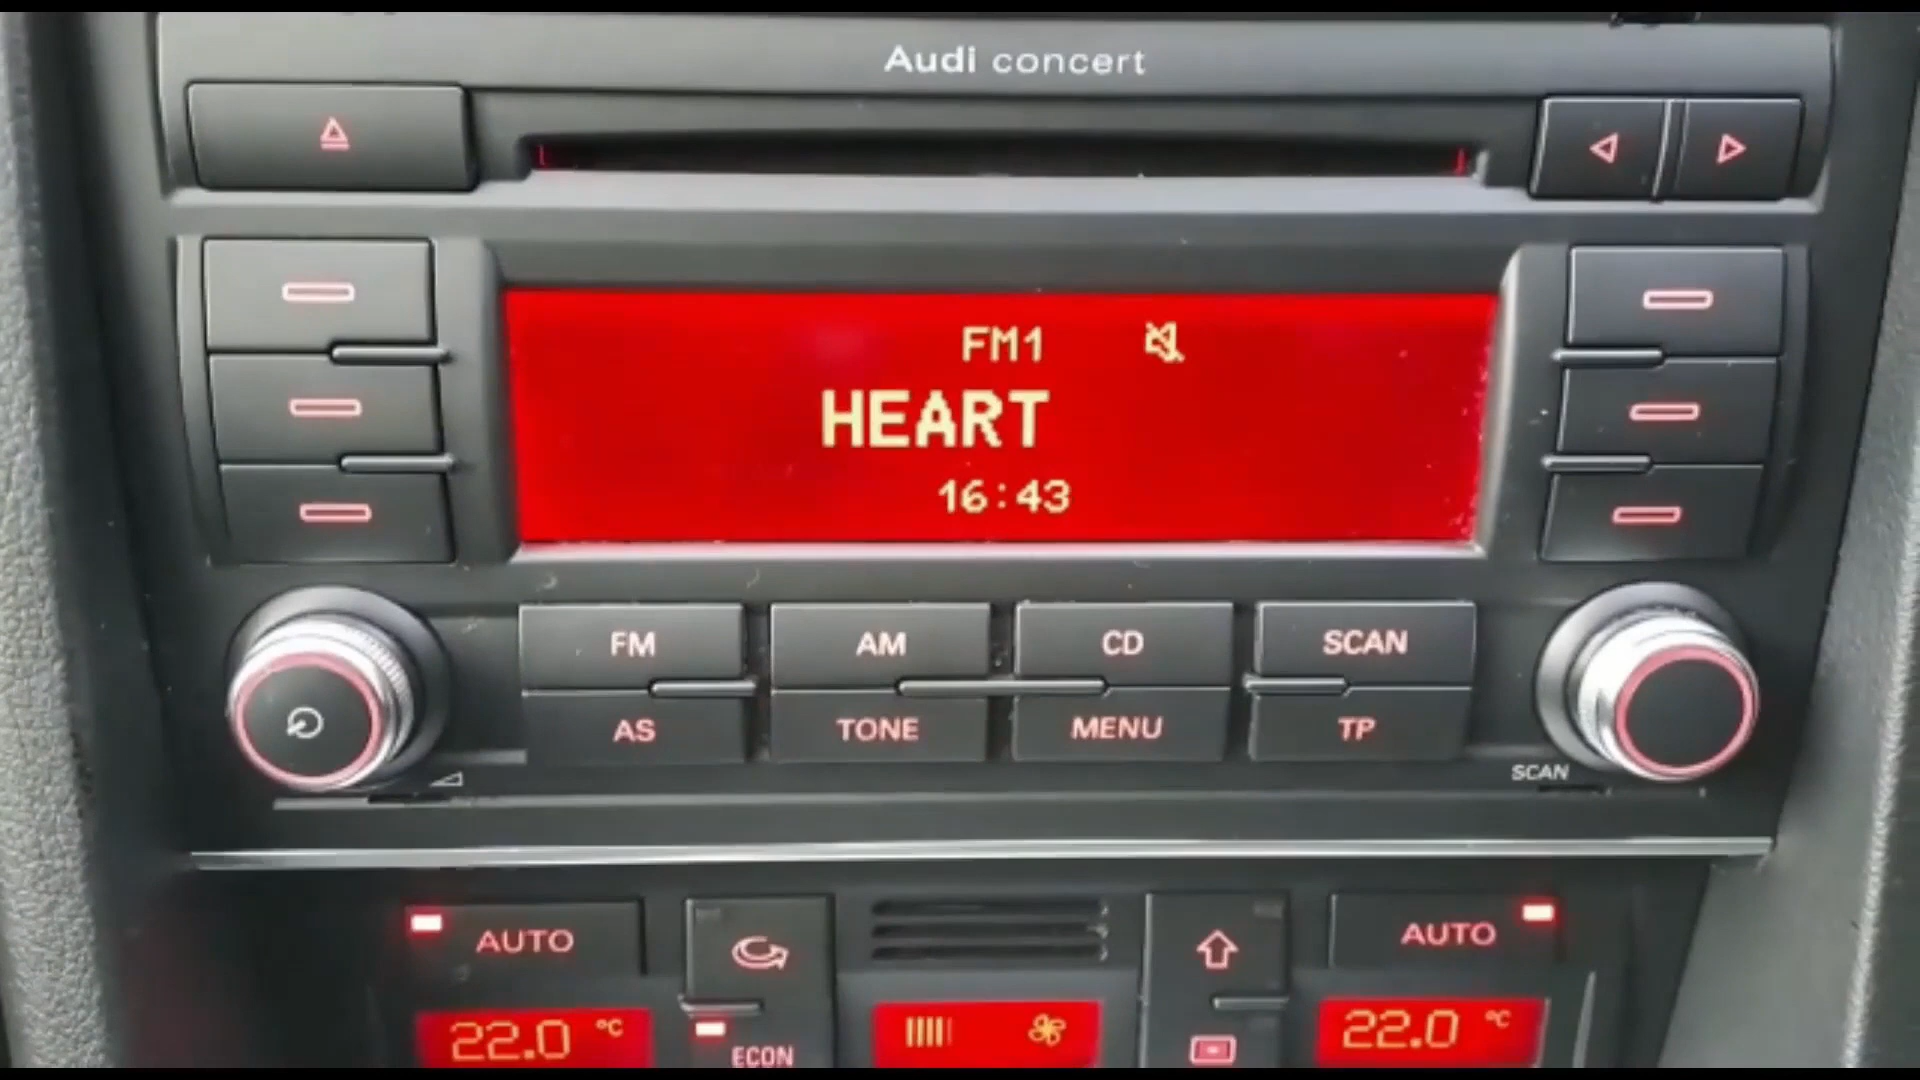 Audi concert
FM1
HEART
16:43
FM AM CD SCAN
AS TONE MENU TP
SCAN
AUTO AUTO
22.0 °C 22.0 °C
ECON